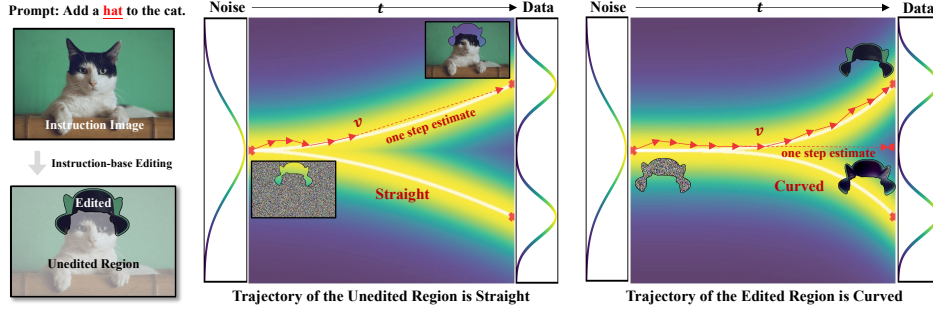 Prompt: Add a hat to the cat.
Instruction Image
Instruction-base Editing
Edited
Unedited Region
Noise
t
Data
v
one step estimate
Straight
Trajectory of the Unedited Region is Straight
Noise
t
Data
v
one step estimate
Curved
Trajectory of the Edited Region is Curved